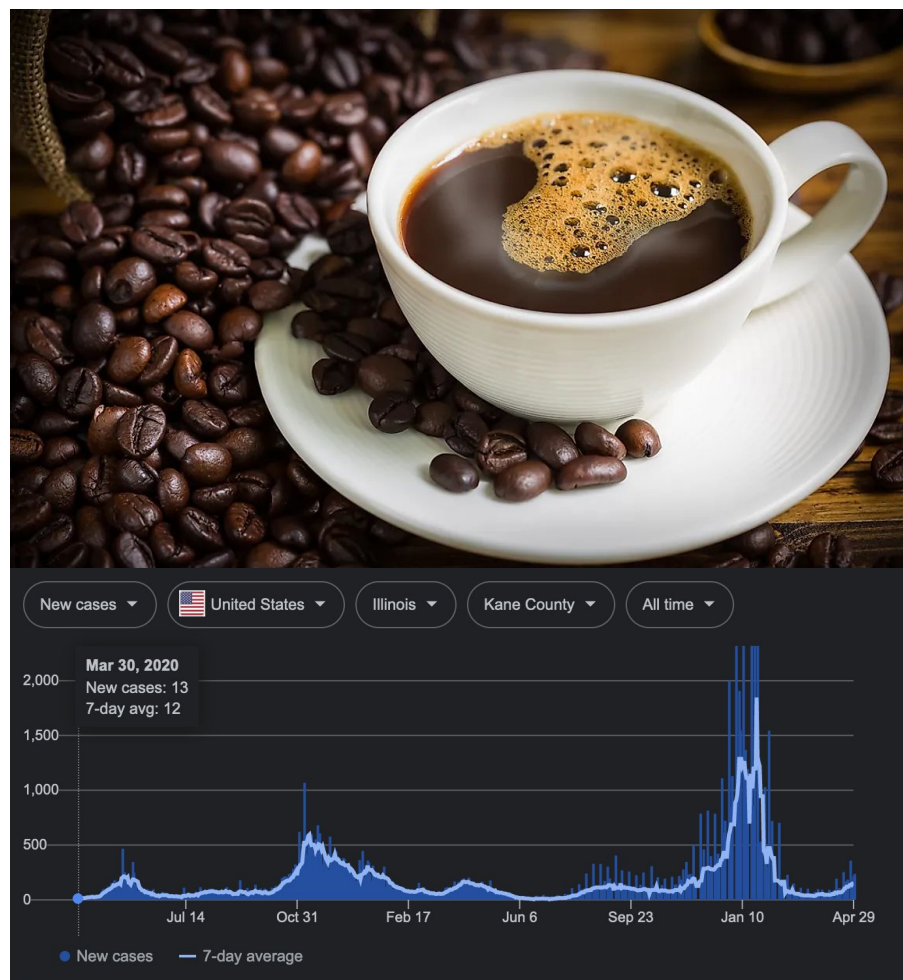 New cases United States Illinois Kane County All time
Mar 30, 2020
New cases: 13
7-day avg: 12
2,000
1,500
1,000
500
0
Jul 14 Oct 31 Feb 17 Jun 6 Sep 23 Jan 10 Apr 29
New cases 7-day average